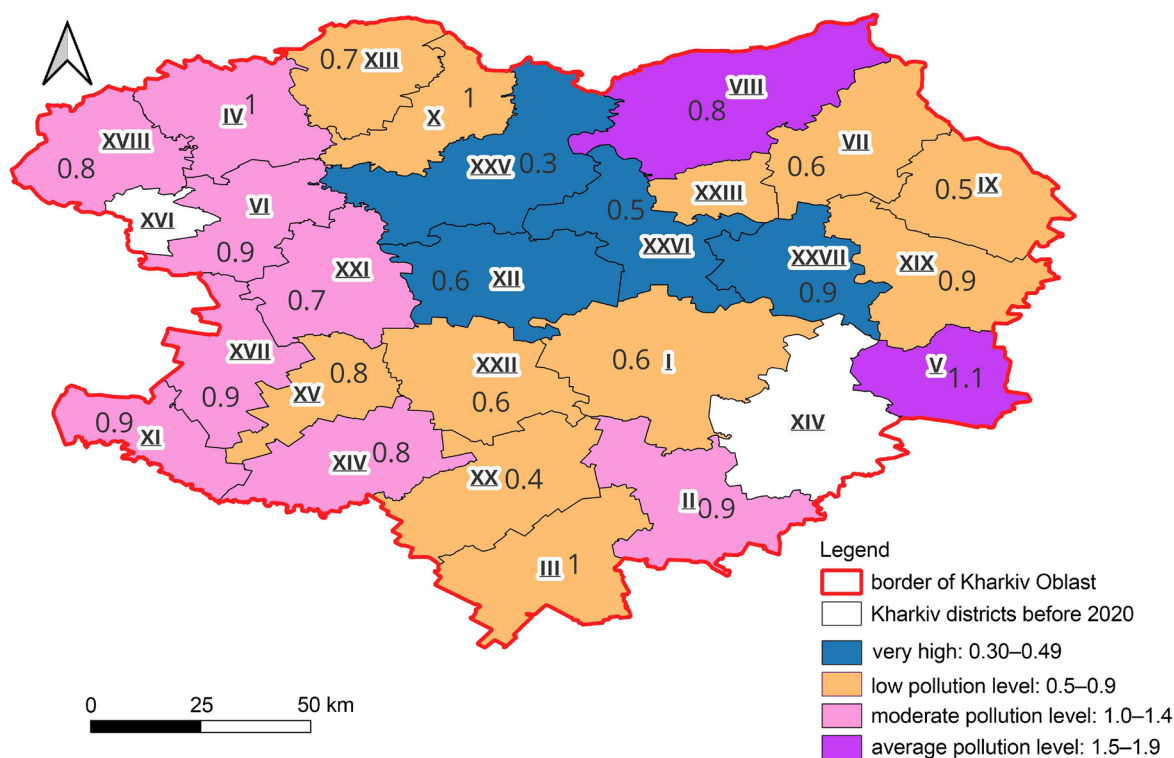 0.7 XIII
IV 1
X 1
VIII
0.8
XVIII
0.8
VII
0.6
XXV 0.3
XXIII
0.5 IX
XVI
VI
0.9
0.5
XXVI
XXI
0.7
0.6 XII
XXVII
0.9
XIX
0.9
XVII
0.9
0.8
XV
XXII
0.6
0.6 I
V 1.1
0.9
XI
XIV 0.8
XIV
XX 0.4
II 0.9
III 1
Legend
border of Kharkiv Oblast
Kharkiv districts before 2020
very high: 0.30–0.49
low pollution level: 0.5–0.9
moderate pollution level: 1.0–1.4
average pollution level: 1.5–1.9
0 25 50 km